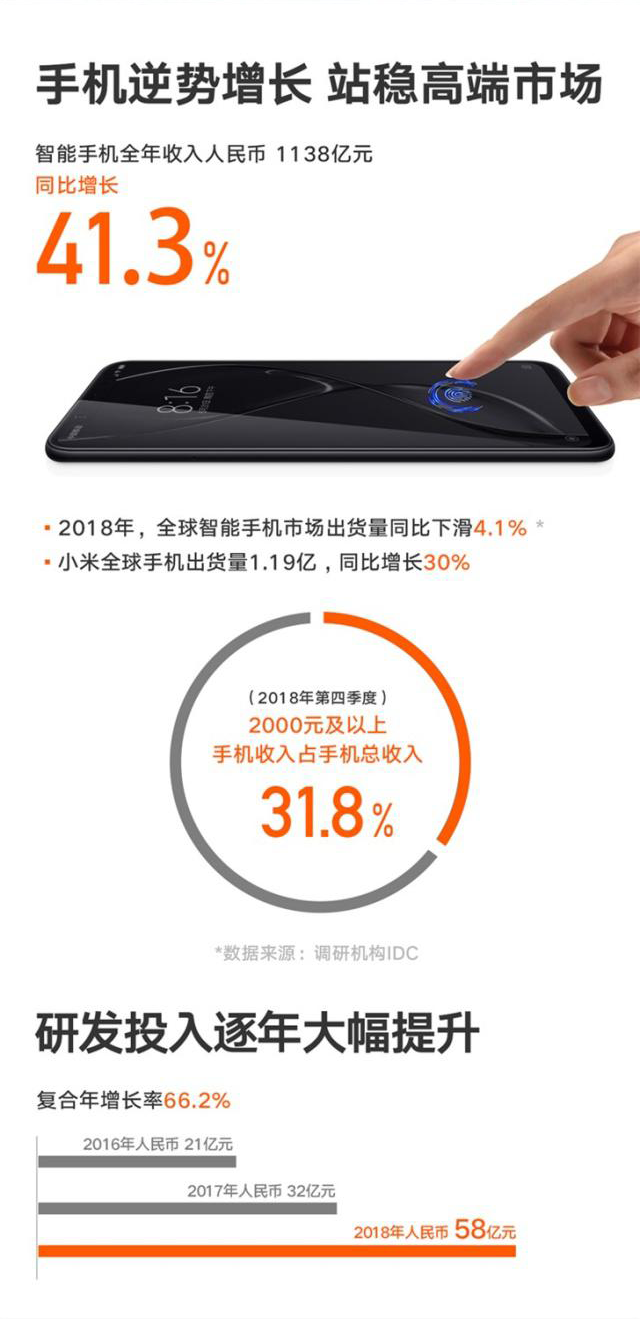 手机逆势增长 站稳高端市场
智能手机全年收入人民币 1138亿元
同比增长
41.3%
8:16
2018年，全球智能手机市场出货量同比下滑4.1% *
小米全球手机出货量1.19亿，同比增长30%
（2018年第四季度）
2000元及以上
手机收入占手机总收入
31.8%
*数据来源：调研机构IDC
研发投入逐年大幅提升
复合年增长率66.2%
2016年人民币 21亿元
2017年人民币 32亿元
2018年人民币 58亿元